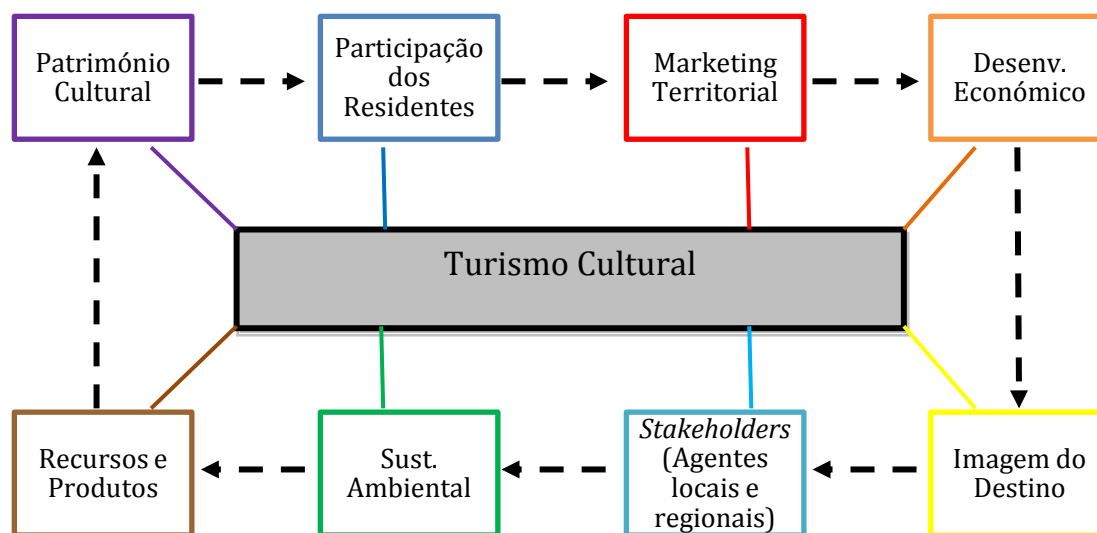 Património
Cultural
Participação
dos
Residentes
Marketing
Territorial
Desenv.
Económico
Turismo Cultural
Recursos e
Produtos
Sust.
Ambiental
Stakeholders
(Agentes
locais e
regionais)
Imagem do
Destino